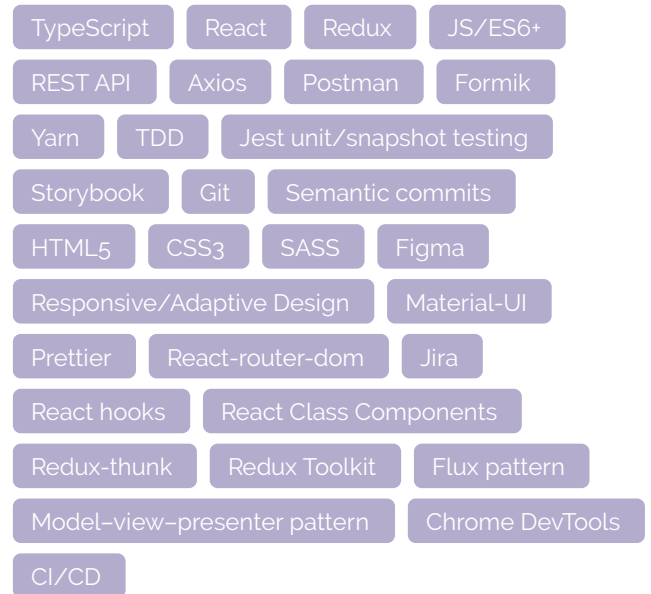 TypeScript React Redux JS/ES6+
REST API Axios Postman Formik
Yarn TDD Jest unit/snapshot testing
Storybook Git Semantic commits
HTML5 CSS3 SASS Figma
Responsive/Adaptive Design Material-UI
Prettier React-router-dom Jira
React hooks React Class Components
Redux-thunk Redux Toolkit Flux pattern
Model–view–presenter pattern Chrome DevTools
CI/CD